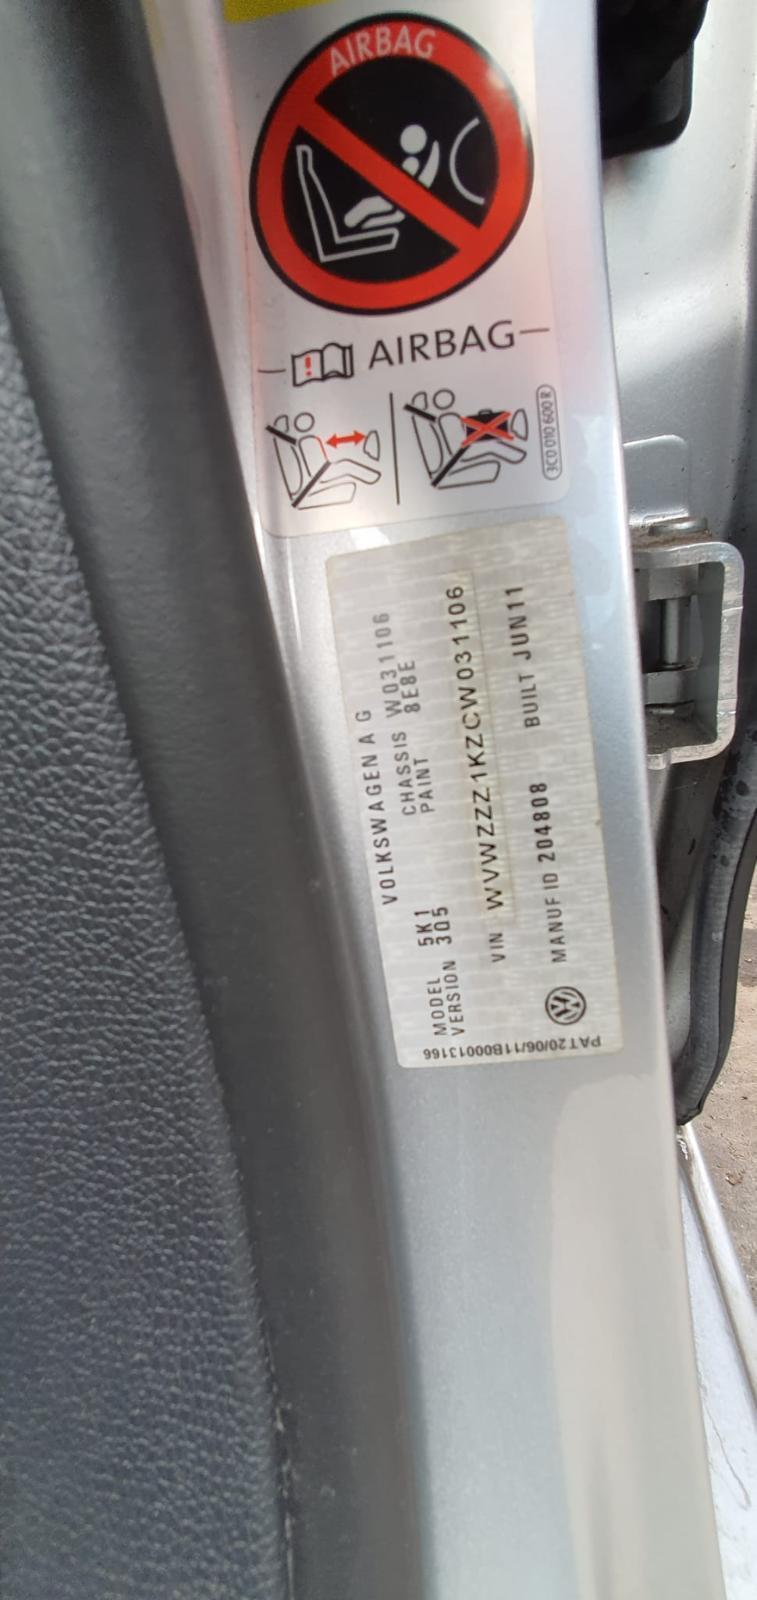 AIRBAG
AIRBAG
3C0 010 600 R
VOLKSWAGEN A G
CHASSIS W031106
PAINT 8E8E
MODEL 5K1
VERSION 3Q5
VIN WVWZZZ1KZCW031106
MANUF ID 204808 BUILT JUN11
PAT20/06/11B00013166